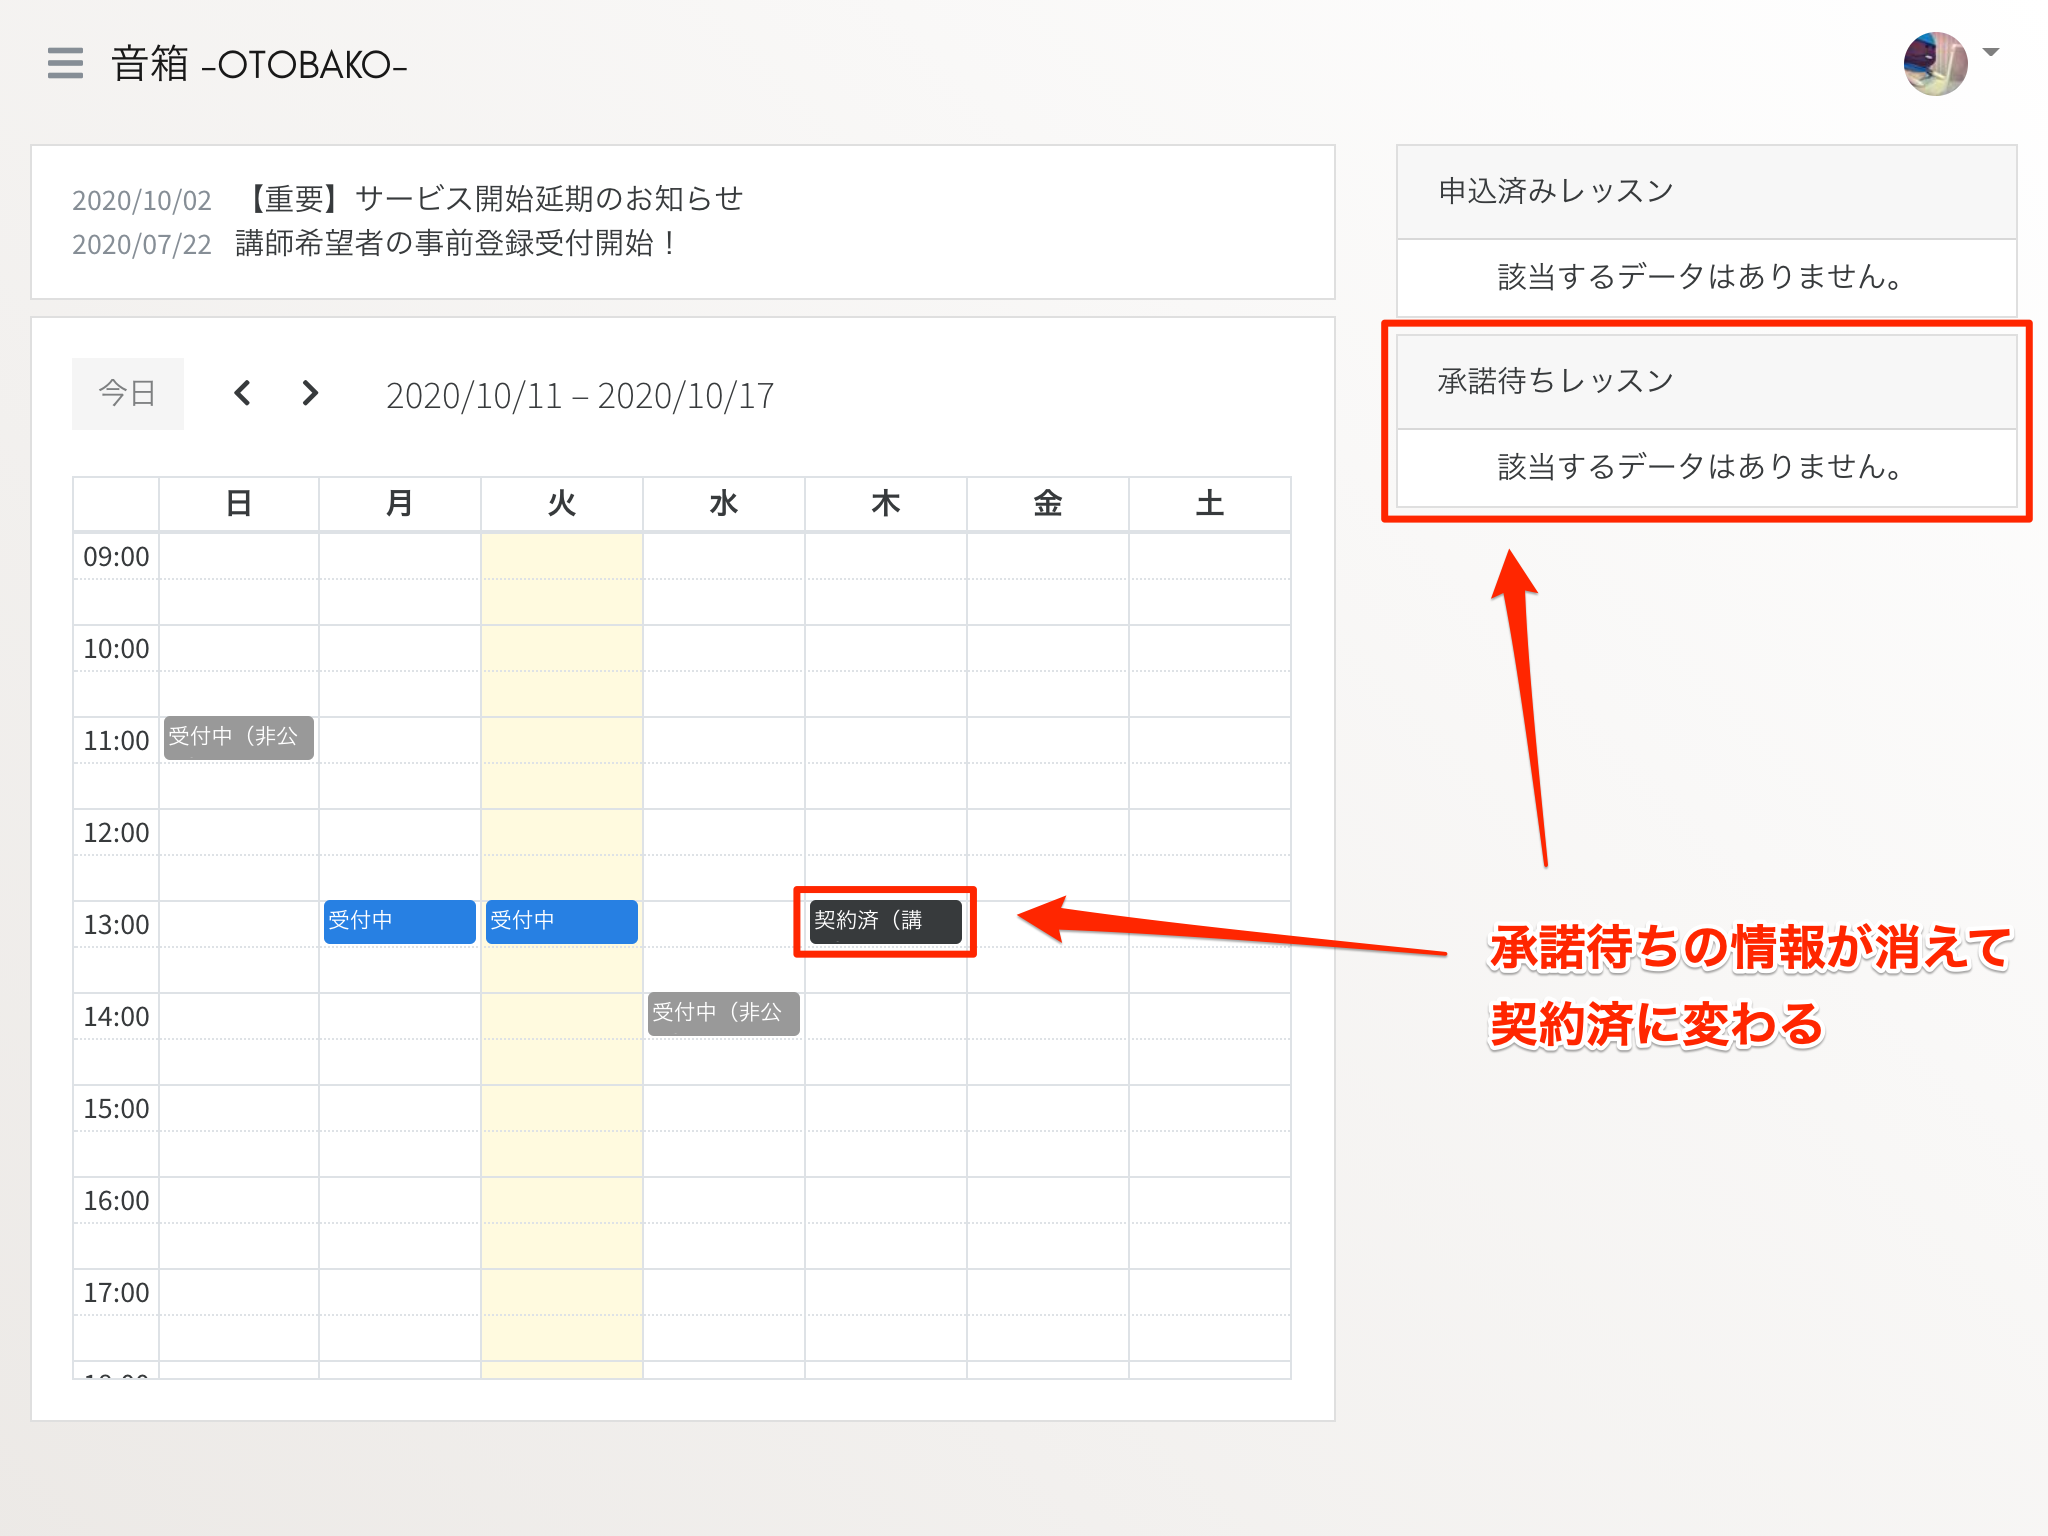 音箱 -OTOBAKO-
2020/10/02 【重要】サービス開始延期のお知らせ
2020/07/22 講師希望者の事前登録受付開始！
今日
2020/10/11 – 2020/10/17
日 月 火 水 木 金 土
09:00
10:00
11:00 受付中（非公
12:00
13:00 受付中 受付中 契約済（講
14:00 受付中（非公
15:00
16:00
17:00
申込済みレッスン
該当するデータはありません。
承諾待ちレッスン
該当するデータはありません。
承諾待ちの情報が消えて
契約済に変わる